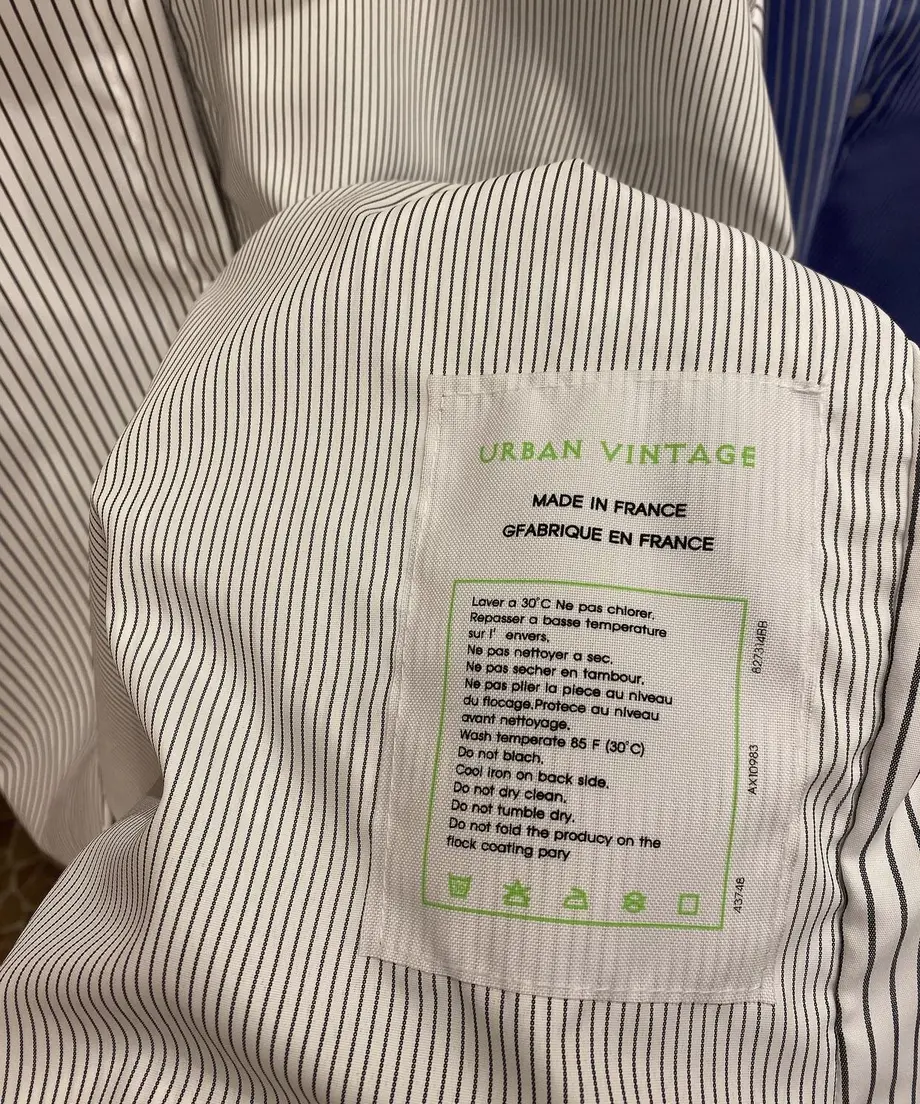 URBAN VINTAGE
MADE IN FRANCE
GFABRIQUE EN FRANCE
Laver a 30°C Ne pas chlorer.
Repasser a basse temperature
sur l' envers.
Ne pas nettoyer a sec.
Ne pas secher en tambour.
Ne pas plier la piece au niveau
du flocage.Protece au niveau
avant nettoyage.
Wash temperate 85 F (30°C)
Do not blach.
Cool iron on back side.
Do not dry clean.
Do not tumble dry.
Do not fold the producy on the
flock coating pary
827314BB
AX10983
43748